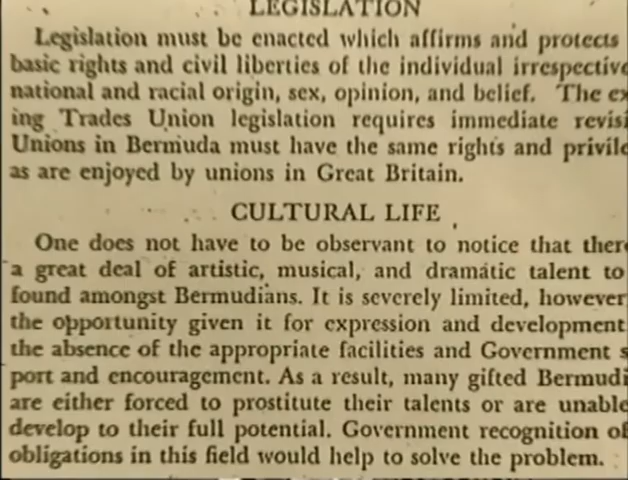 LEGISLATION
Legislation must be enacted which affirms and protects
basic rights and civil liberties of the individual irrespective
national and racial origin, sex, opinion, and belief. The ex
ing Trades Union legislation requires immediate revisi
Unions in Bermuda must have the same rights and privile
as are enjoyed by unions in Great Britain.
CULTURAL LIFE
One does not have to be observant to notice that there
a great deal of artistic, musical, and dramatic talent to
found amongst Bermudians. It is severely limited, however
the opportunity given it for expression and development
the absence of the appropriate facilities and Government s
port and encouragement. As a result, many gifted Bermudi
are either forced to prostitute their talents or are unable
develop to their full potential. Government recognition of
obligations in this field would help to solve the problem.